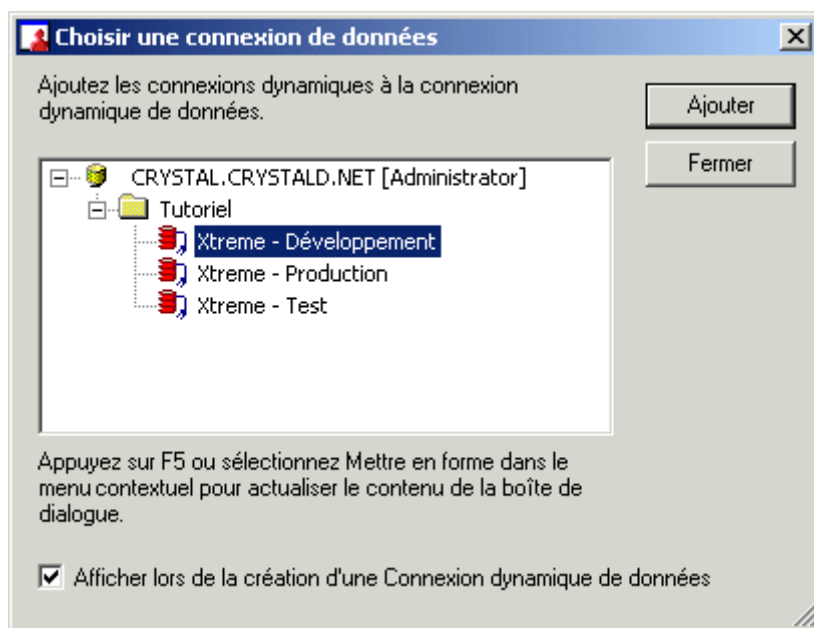 Choisir une connexion de données
Ajoutez les connexions dynamiques à la connexion
dynamique de données.
Ajouter
Fermer
CRYSTAL.CRYSTALD.NET [Administrator]
Tutoriel
Xtreme - Développement
Xtreme - Production
Xtreme - Test
Appuyez sur F5 ou sélectionnez Mettre en forme dans le
menu contextuel pour actualiser le contenu de la boîte de
dialogue.
Afficher lors de la création d'une Connexion dynamique de données